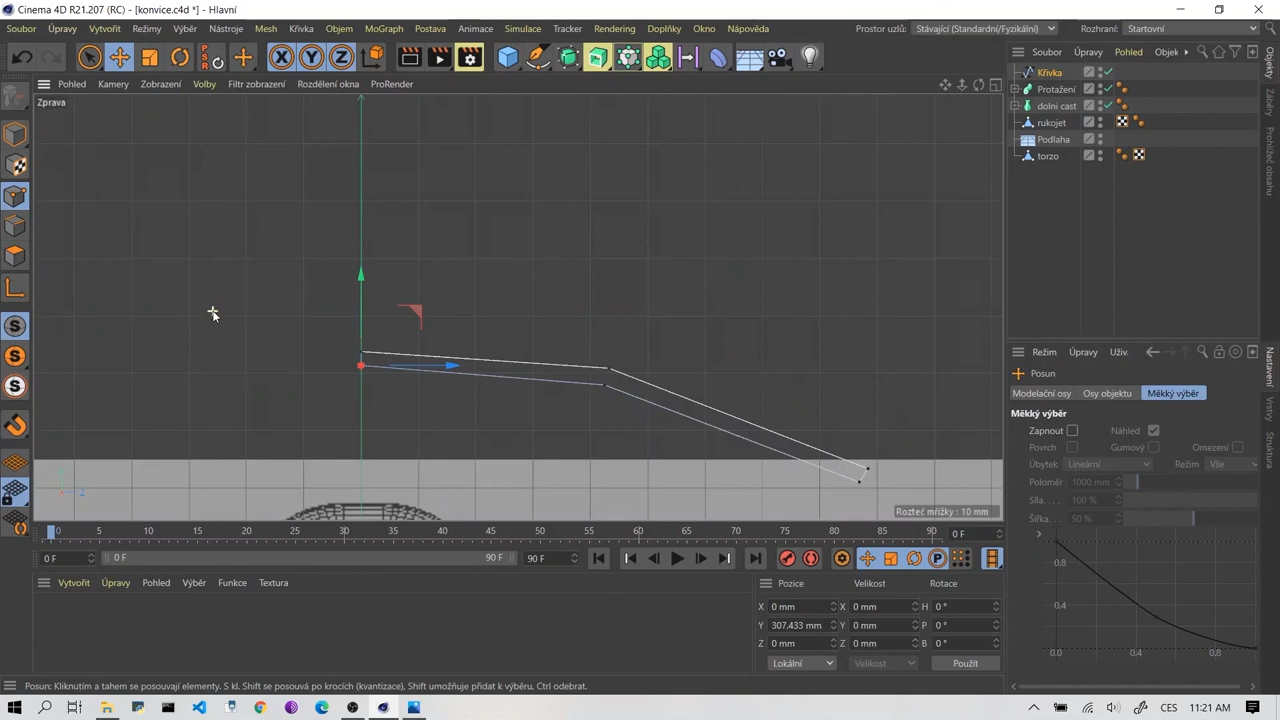 Cinema 4D R21.207 (RC) - [konvice.c4d *] - Hlavní
Soubor Úpravy Vytvořit Režimy Výběr Nástroje Mesh Křivka Objem MoGraph Postava Animace Simulace Tracker Rendering Doplňky Okno Nápověda Prostor uzlů: Stávající (Standardní/Fyzikální) Rozhraní: Startovní
PSR X Y Z
Soubor Úpravy Pohled Objek
Pohled Kamery Zobrazení Volby Filtr zobrazení Rozdělení okna ProRender
Zprava
Křivka
Protažení
dolni cast
rukojet
Podlaha
torzo
Objekty
Záběry
Prohlížeč obsahu
Režim Úpravy Uživ.
Posun
Modelační osy Osy objektu Měkký výběr
Měkký výběr
Zapnout Náhled
Povrch Gumový Omezení
Úbytek Lineární Režim Vše
Poloměr 1000 mm
Síla.... 100 %
Šířka.. 50 %
0.8
0.4
0.0 0.4 0.8
Nastavení
Vrstvy
Struktura
Rozteč mřížky : 10 mm
0 5 10 15 20 25 30 35 40 45 50 55 60 65 70 75 80 85 90 0 F
0 F 0 F 90 F 90 F
Vytvořit Úpravy Pohled Výběr Funkce Textura
Pozice Velikost Rotace
X 0 mm X 0 mm H 0 °
Y 307.433 mm Y 0 mm P 0 °
Z 0 mm Z 0 mm B 0 °
Lokální Velikost Použít
Posun: Kliknutím a tahem se posouvají elementy. S kl. Shift se posouvá po krocích (kvantizace), Shift umožňuje přidat k výběru, Ctrl odebrat.
CES 11:21 AM